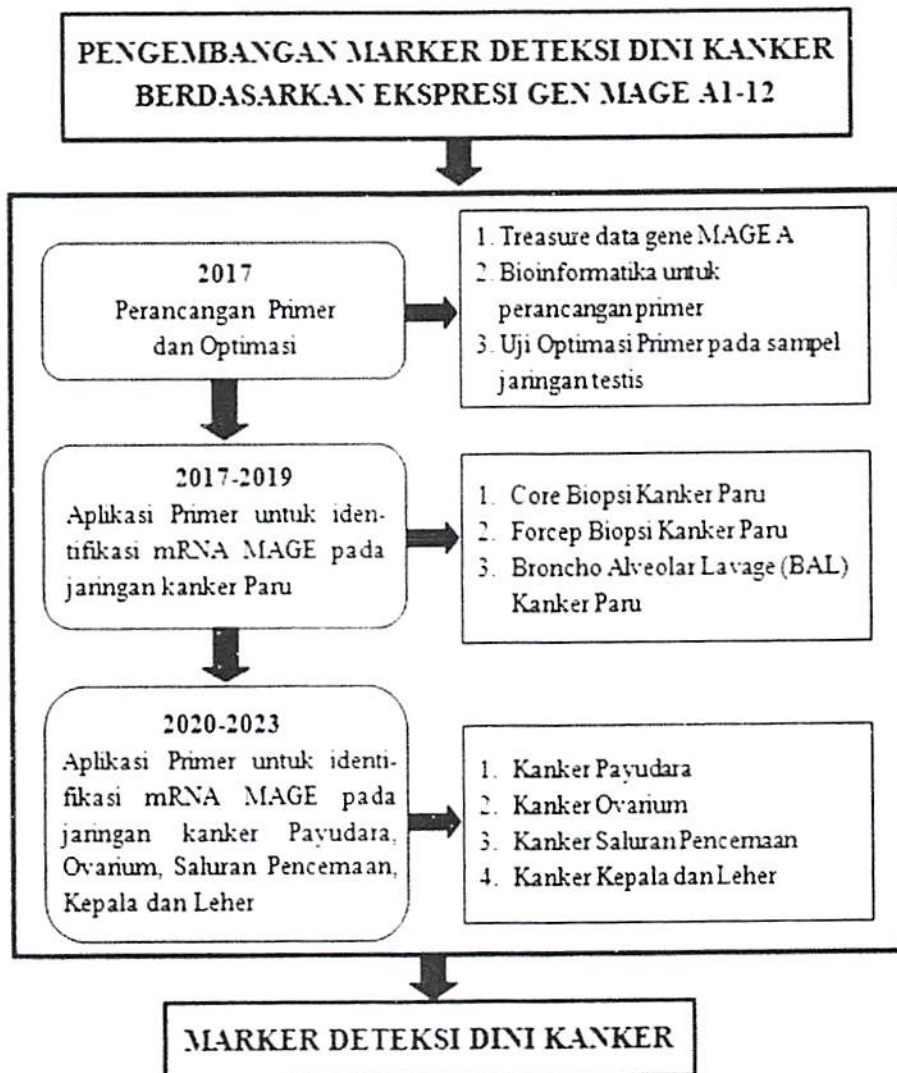 PENGEMBANGAN MARKER DETEKSI DINI KANKER
BERDASARKAN EKSPRESI GEN MAGE A1-12
2017
Perancangan Primer
dan Optimasi
1. Treasure data gene MAGE A
2. Bioinformatika untuk
perancangan primer
3. Uji Optimasi Primer pada sampel
jaringan testis
2017-2019
Aplikasi Primer untuk iden-
tifikasi mRNA MAGE pada
jaringan kanker Paru
1. Core Biopsi Kanker Paru
2. Forcep Biopsi Kanker Paru
3. Broncho Alveolar Lavage (BAL)
Kanker Paru
2020-2023
Aplikasi Primer untuk identi-
fikasi mRNA MAGE pada
jaringan kanker Payudara,
Ovarium, Saluran Pencernaan,
Kepala dan Leher
1. Kanker Payudara
2. Kanker Ovarium
3. Kanker Saluran Pencernaan
4. Kanker Kepala dan Leher
MARKER DETEKSI DINI KANKER